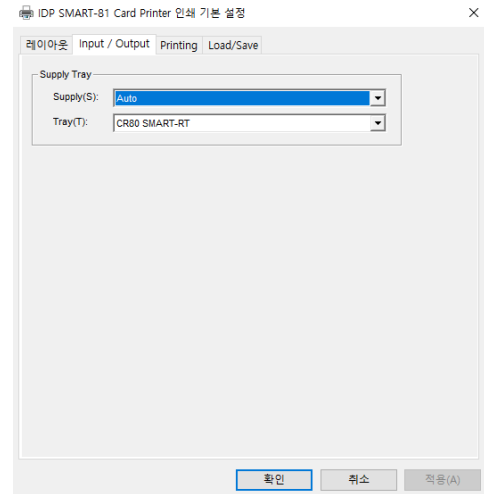 IDP SMART-81 Card Printer 인쇄 기본 설정
레이아웃 Input / Output Printing Load/Save
Supply Tray
Supply(S): Auto
Tray(T): CR80 SMART-RT
확인 취소 적용(A)